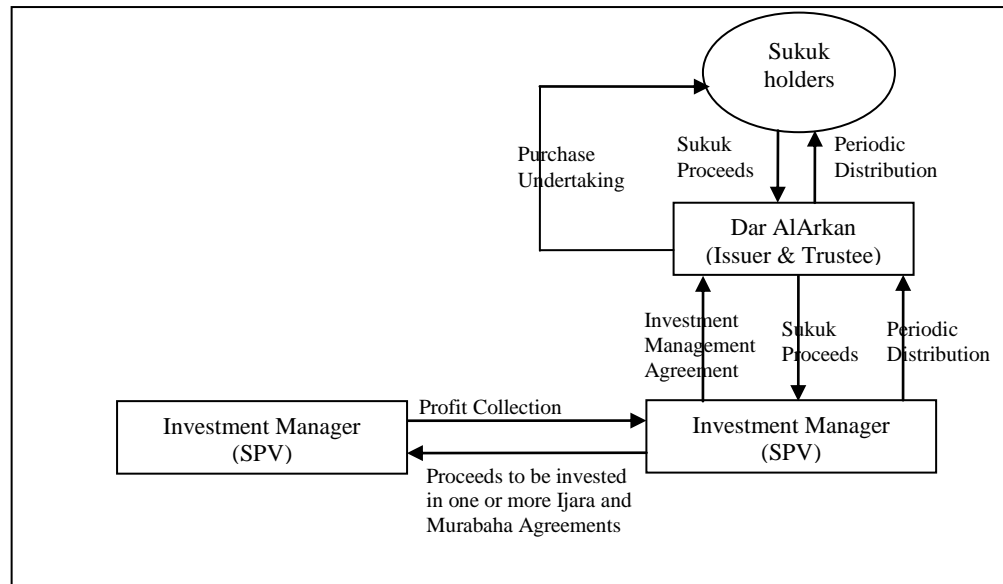 Sukuk
holders
Purchase
Undertaking
Sukuk
Proceeds
Periodic
Distribution
Dar AlArkan
(Issuer & Trustee)
Investment
Management
Agreement
Sukuk
Proceeds
Periodic
Distribution
Investment Manager
(SPV)
Profit Collection
Investment Manager
(SPV)
Proceeds to be invested
in one or more Ijara and
Murabaha Agreements